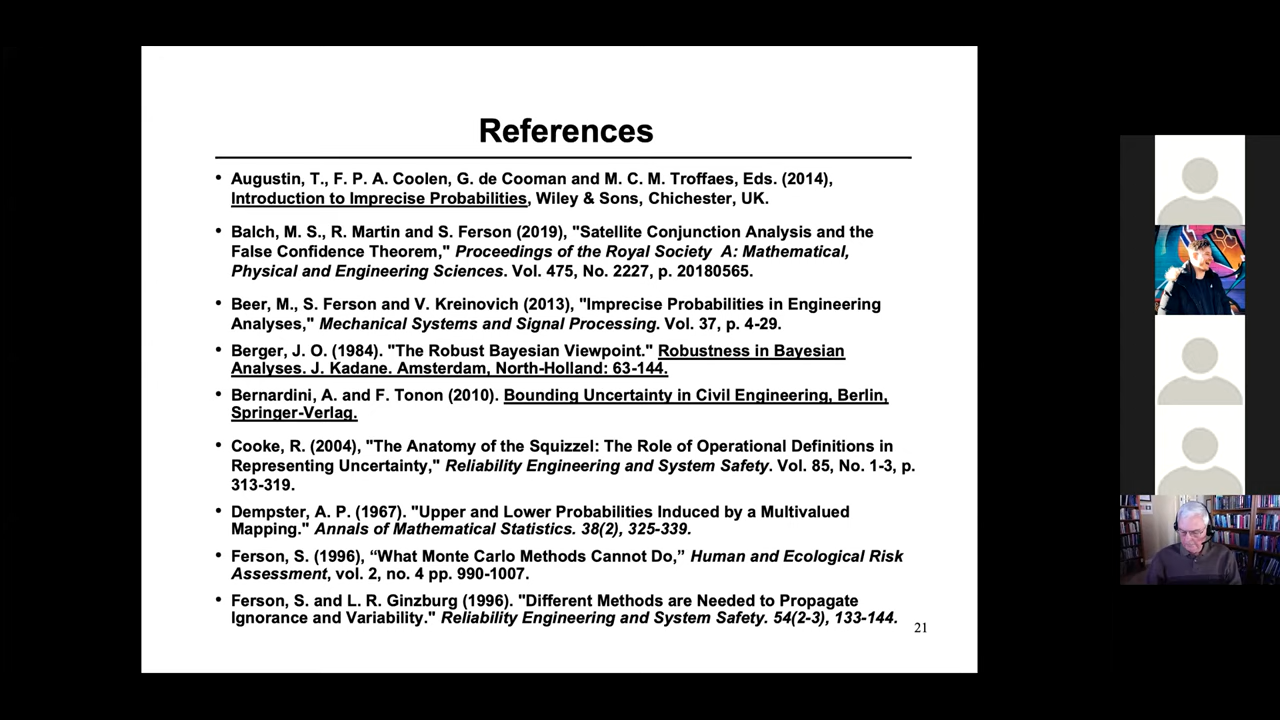 References
• Augustin, T., F. P. A. Coolen, G. de Cooman and M. C. M. Troffaes, Eds. (2014),
Introduction to Imprecise Probabilities, Wiley & Sons, Chichester, UK.
• Balch, M. S., R. Martin and S. Ferson (2019), "Satellite Conjunction Analysis and the
False Confidence Theorem," Proceedings of the Royal Society A: Mathematical,
Physical and Engineering Sciences. Vol. 475, No. 2227, p. 20180565.
• Beer, M., S. Ferson and V. Kreinovich (2013), "Imprecise Probabilities in Engineering
Analyses," Mechanical Systems and Signal Processing. Vol. 37, p. 4-29.
• Berger, J. O. (1984). "The Robust Bayesian Viewpoint." Robustness in Bayesian
Analyses. J. Kadane. Amsterdam, North-Holland: 63-144.
• Bernardini, A. and F. Tonon (2010). Bounding Uncertainty in Civil Engineering, Berlin,
Springer-Verlag.
• Cooke, R. (2004), "The Anatomy of the Squizzel: The Role of Operational Definitions in
Representing Uncertainty," Reliability Engineering and System Safety. Vol. 85, No. 1-3, p.
313-319.
• Dempster, A. P. (1967). "Upper and Lower Probabilities Induced by a Multivalued
Mapping." Annals of Mathematical Statistics. 38(2), 325-339.
• Ferson, S. (1996), “What Monte Carlo Methods Cannot Do,” Human and Ecological Risk
Assessment, vol. 2, no. 4 pp. 990-1007.
• Ferson, S. and L. R. Ginzburg (1996). "Different Methods are Needed to Propagate
Ignorance and Variability." Reliability Engineering and System Safety. 54(2-3), 133-144.
21